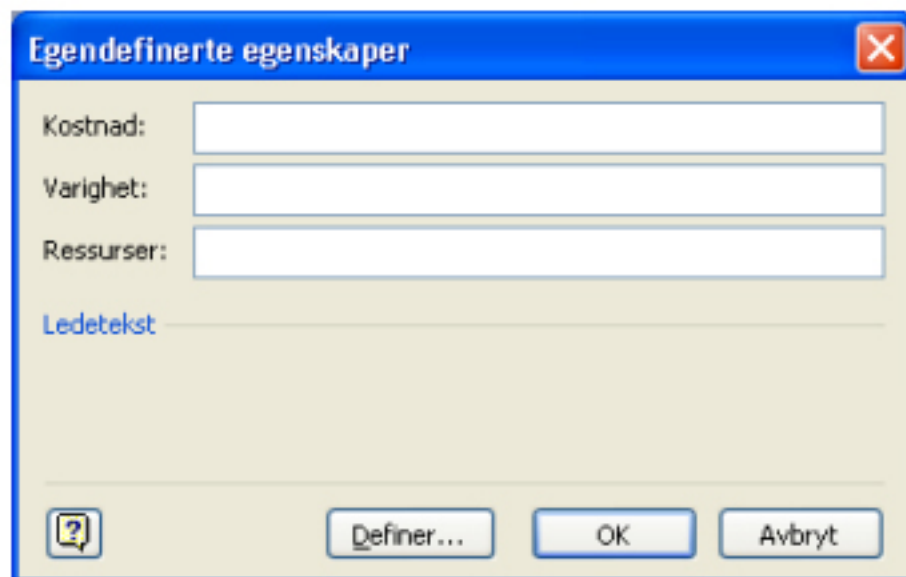 Egendefinerte egenskaper
Kostnad:
Varighet:
Ressurser:
Ledetekst
?
Definer...
OK
Avbryt